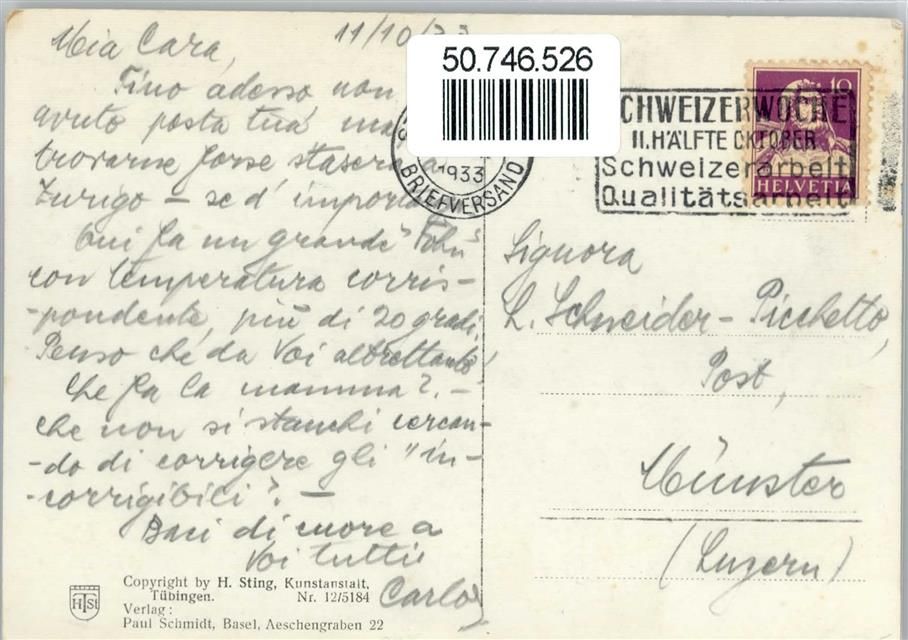 11/10/33
Mia Cara,
Fino adesso non
avuto posta tua ma
trovarne forse stasera a
Zurigo – se d'
Qui fa un grande "Föhn"
con temperatura corris-
-pondente, più di 20 gradi.
Penso che da Voi altrettanto!
Che fa la mamma? –
che non si stanchi cercan-
-do di corrigere gli "in-
-corrigibili". –
Baci di cuore a
Voi tutti
Carlo
50.746.526
1933
BRIEFVERSAND
SCHWEIZERWOCHE
II. HÄLFTE OKTOBER
Schweizerarbeit
Qualitätsarbeit
10
HELVETIA
Signora
L. Schneider-Picchetto,
Post,
Münster
(Luzern)
HSt
Copyright by H. Sting, Kunstanstalt,
Tübingen. Nr. 12/5184
Verlag:
Paul Schmidt, Basel, Aeschengraben 22